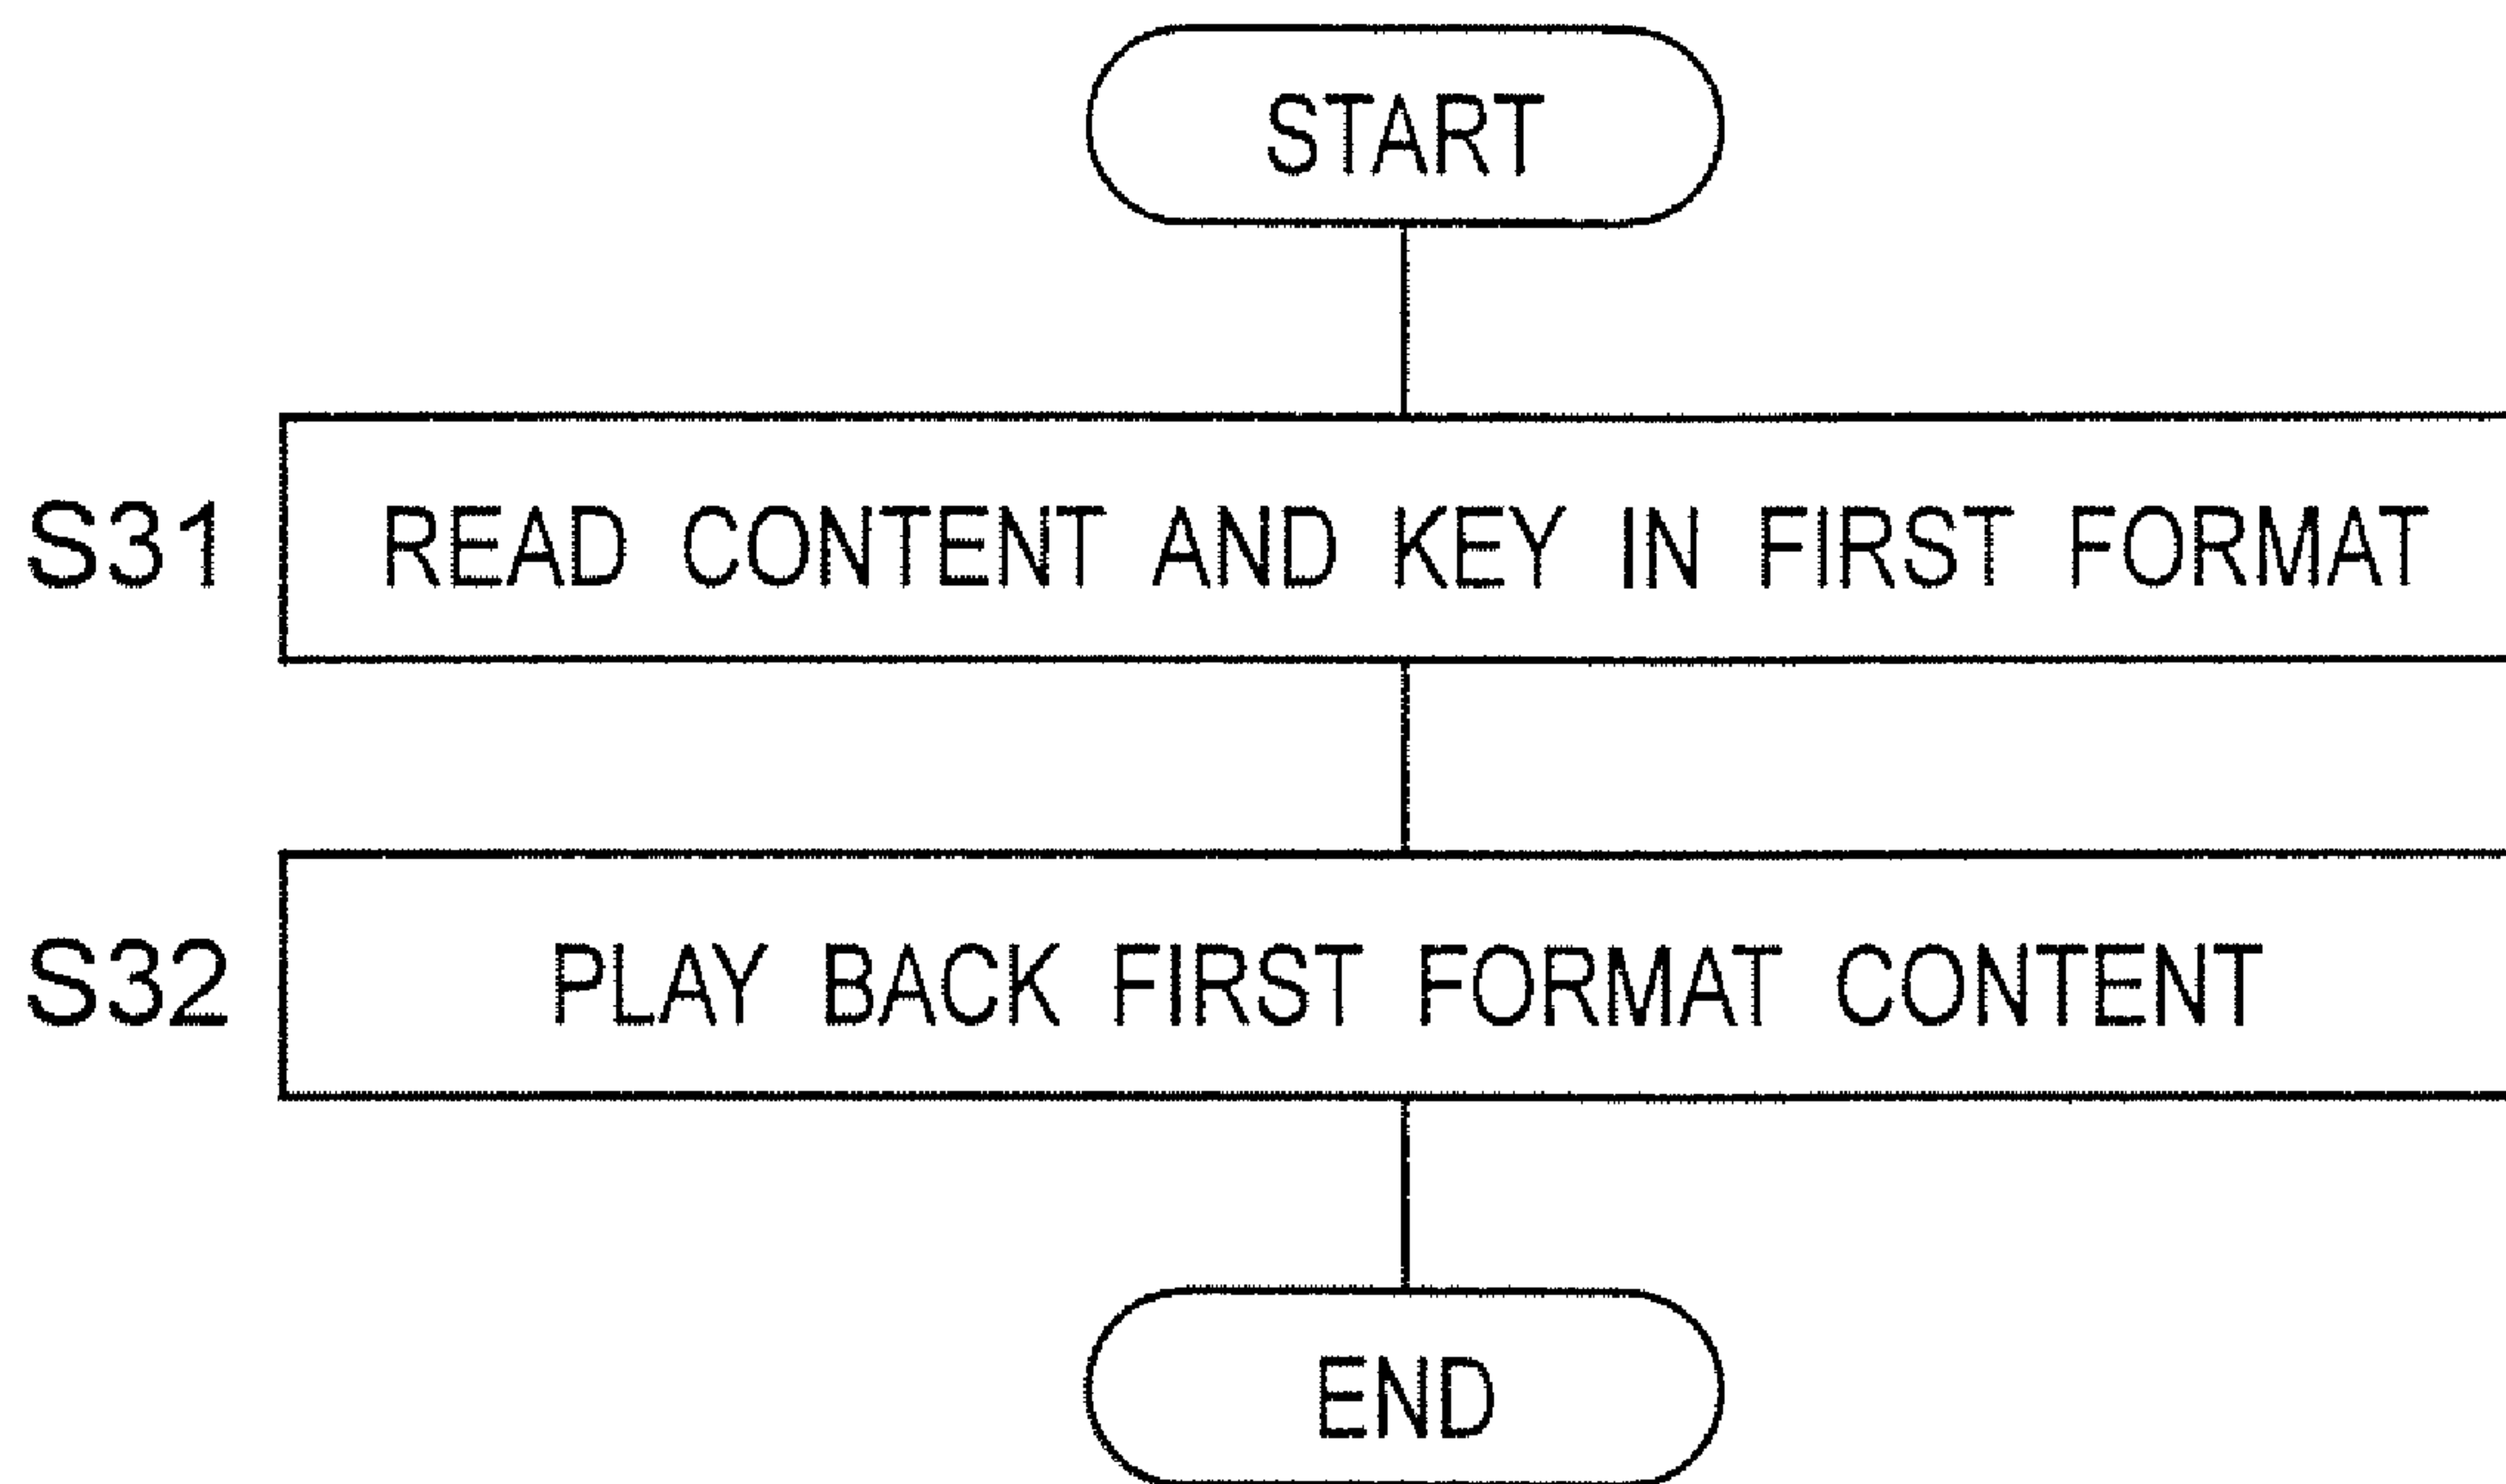 START
S31 READ CONTENT AND KEY IN FIRST FORMAT
S32 PLAY BACK FIRST FORMAT CONTENT
END